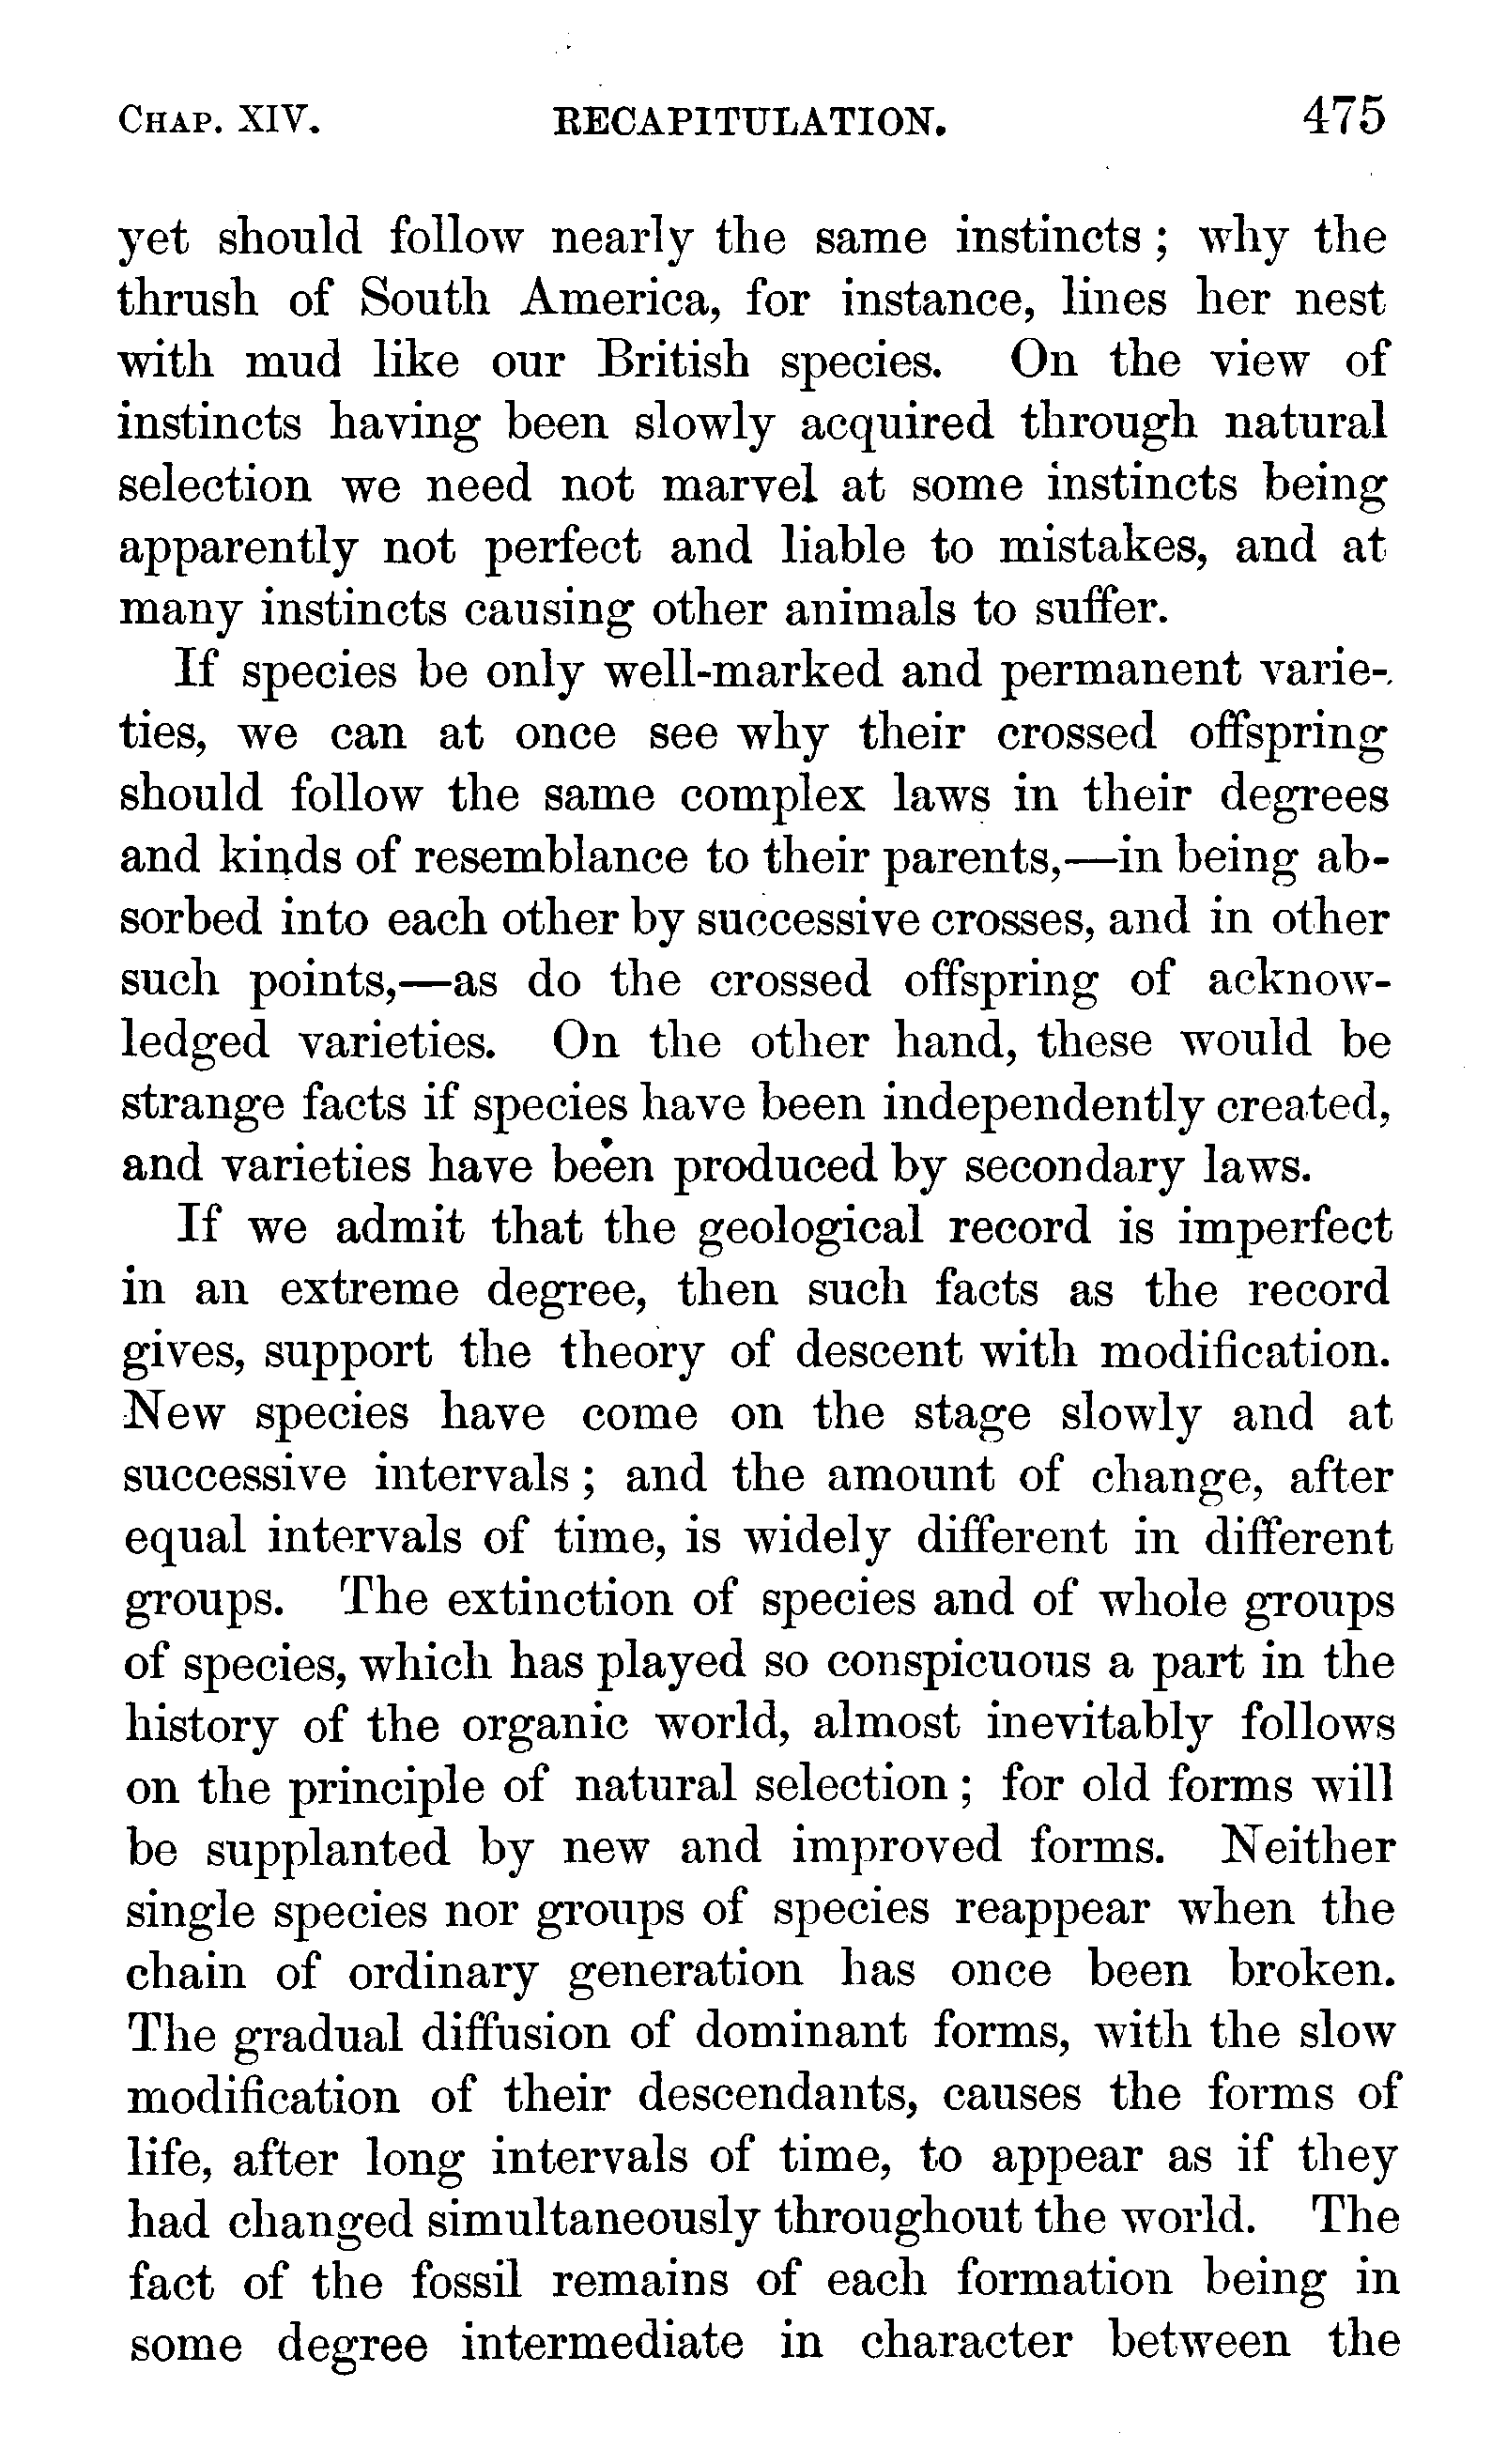 CHAP. XIV. RECAPITULATION. 475
yet should follow nearly the same instincts; why the
thrush of South America, for instance, lines her nest
with mud like our British species. On the view of
instincts having been slowly acquired through natural
selection we need not marvel at some instincts being
apparently not perfect and liable to mistakes, and at
many instincts causing other animals to suffer.
If species be only well-marked and permanent varie-
ties, we can at once see why their crossed offspring
should follow the same complex laws in their degrees
and kinds of resemblance to their parents,—in being ab-
sorbed into each other by successive crosses, and in other
such points,—as do the crossed offspring of acknow-
ledged varieties. On the other hand, these would be
strange facts if species have been independently created,
and varieties have been produced by secondary laws.
If we admit that the geological record is imperfect
in an extreme degree, then such facts as the record
gives, support the theory of descent with modification.
New species have come on the stage slowly and at
successive intervals; and the amount of change, after
equal intervals of time, is widely different in different
groups. The extinction of species and of whole groups
of species, which has played so conspicuous a part in the
history of the organic world, almost inevitably follows
on the principle of natural selection; for old forms will
be supplanted by new and improved forms. Neither
single species nor groups of species reappear when the
chain of ordinary generation has once been broken.
The gradual diffusion of dominant forms, with the slow
modification of their descendants, causes the forms of
life, after long intervals of time, to appear as if they
had changed simultaneously throughout the world. The
fact of the fossil remains of each formation being in
some degree intermediate in character between the